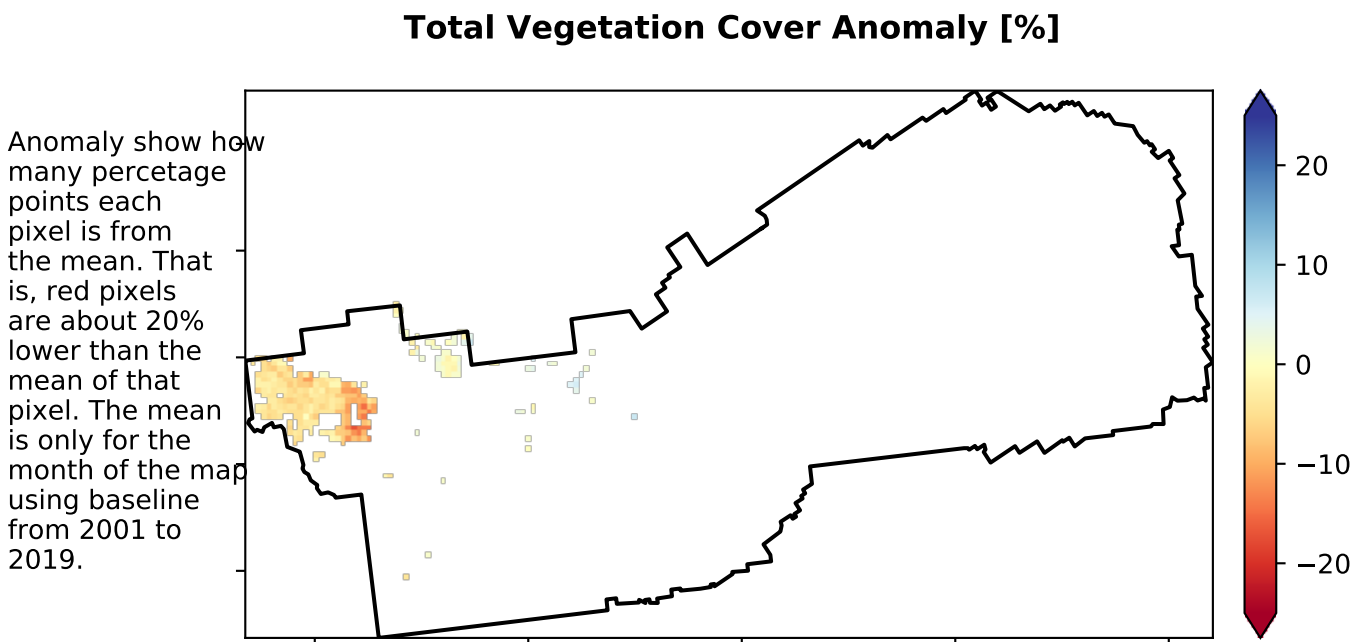 Total Vegetation Cover Anomaly [%]
Anomaly show how
many percetage
points each
pixel is from
the mean. That
is, red pixels
are about 20%
lower than the
mean of that
pixel. The mean
is only for the
month of the map
using baseline
from 2001 to
2019.
20
10
0
−10
−20